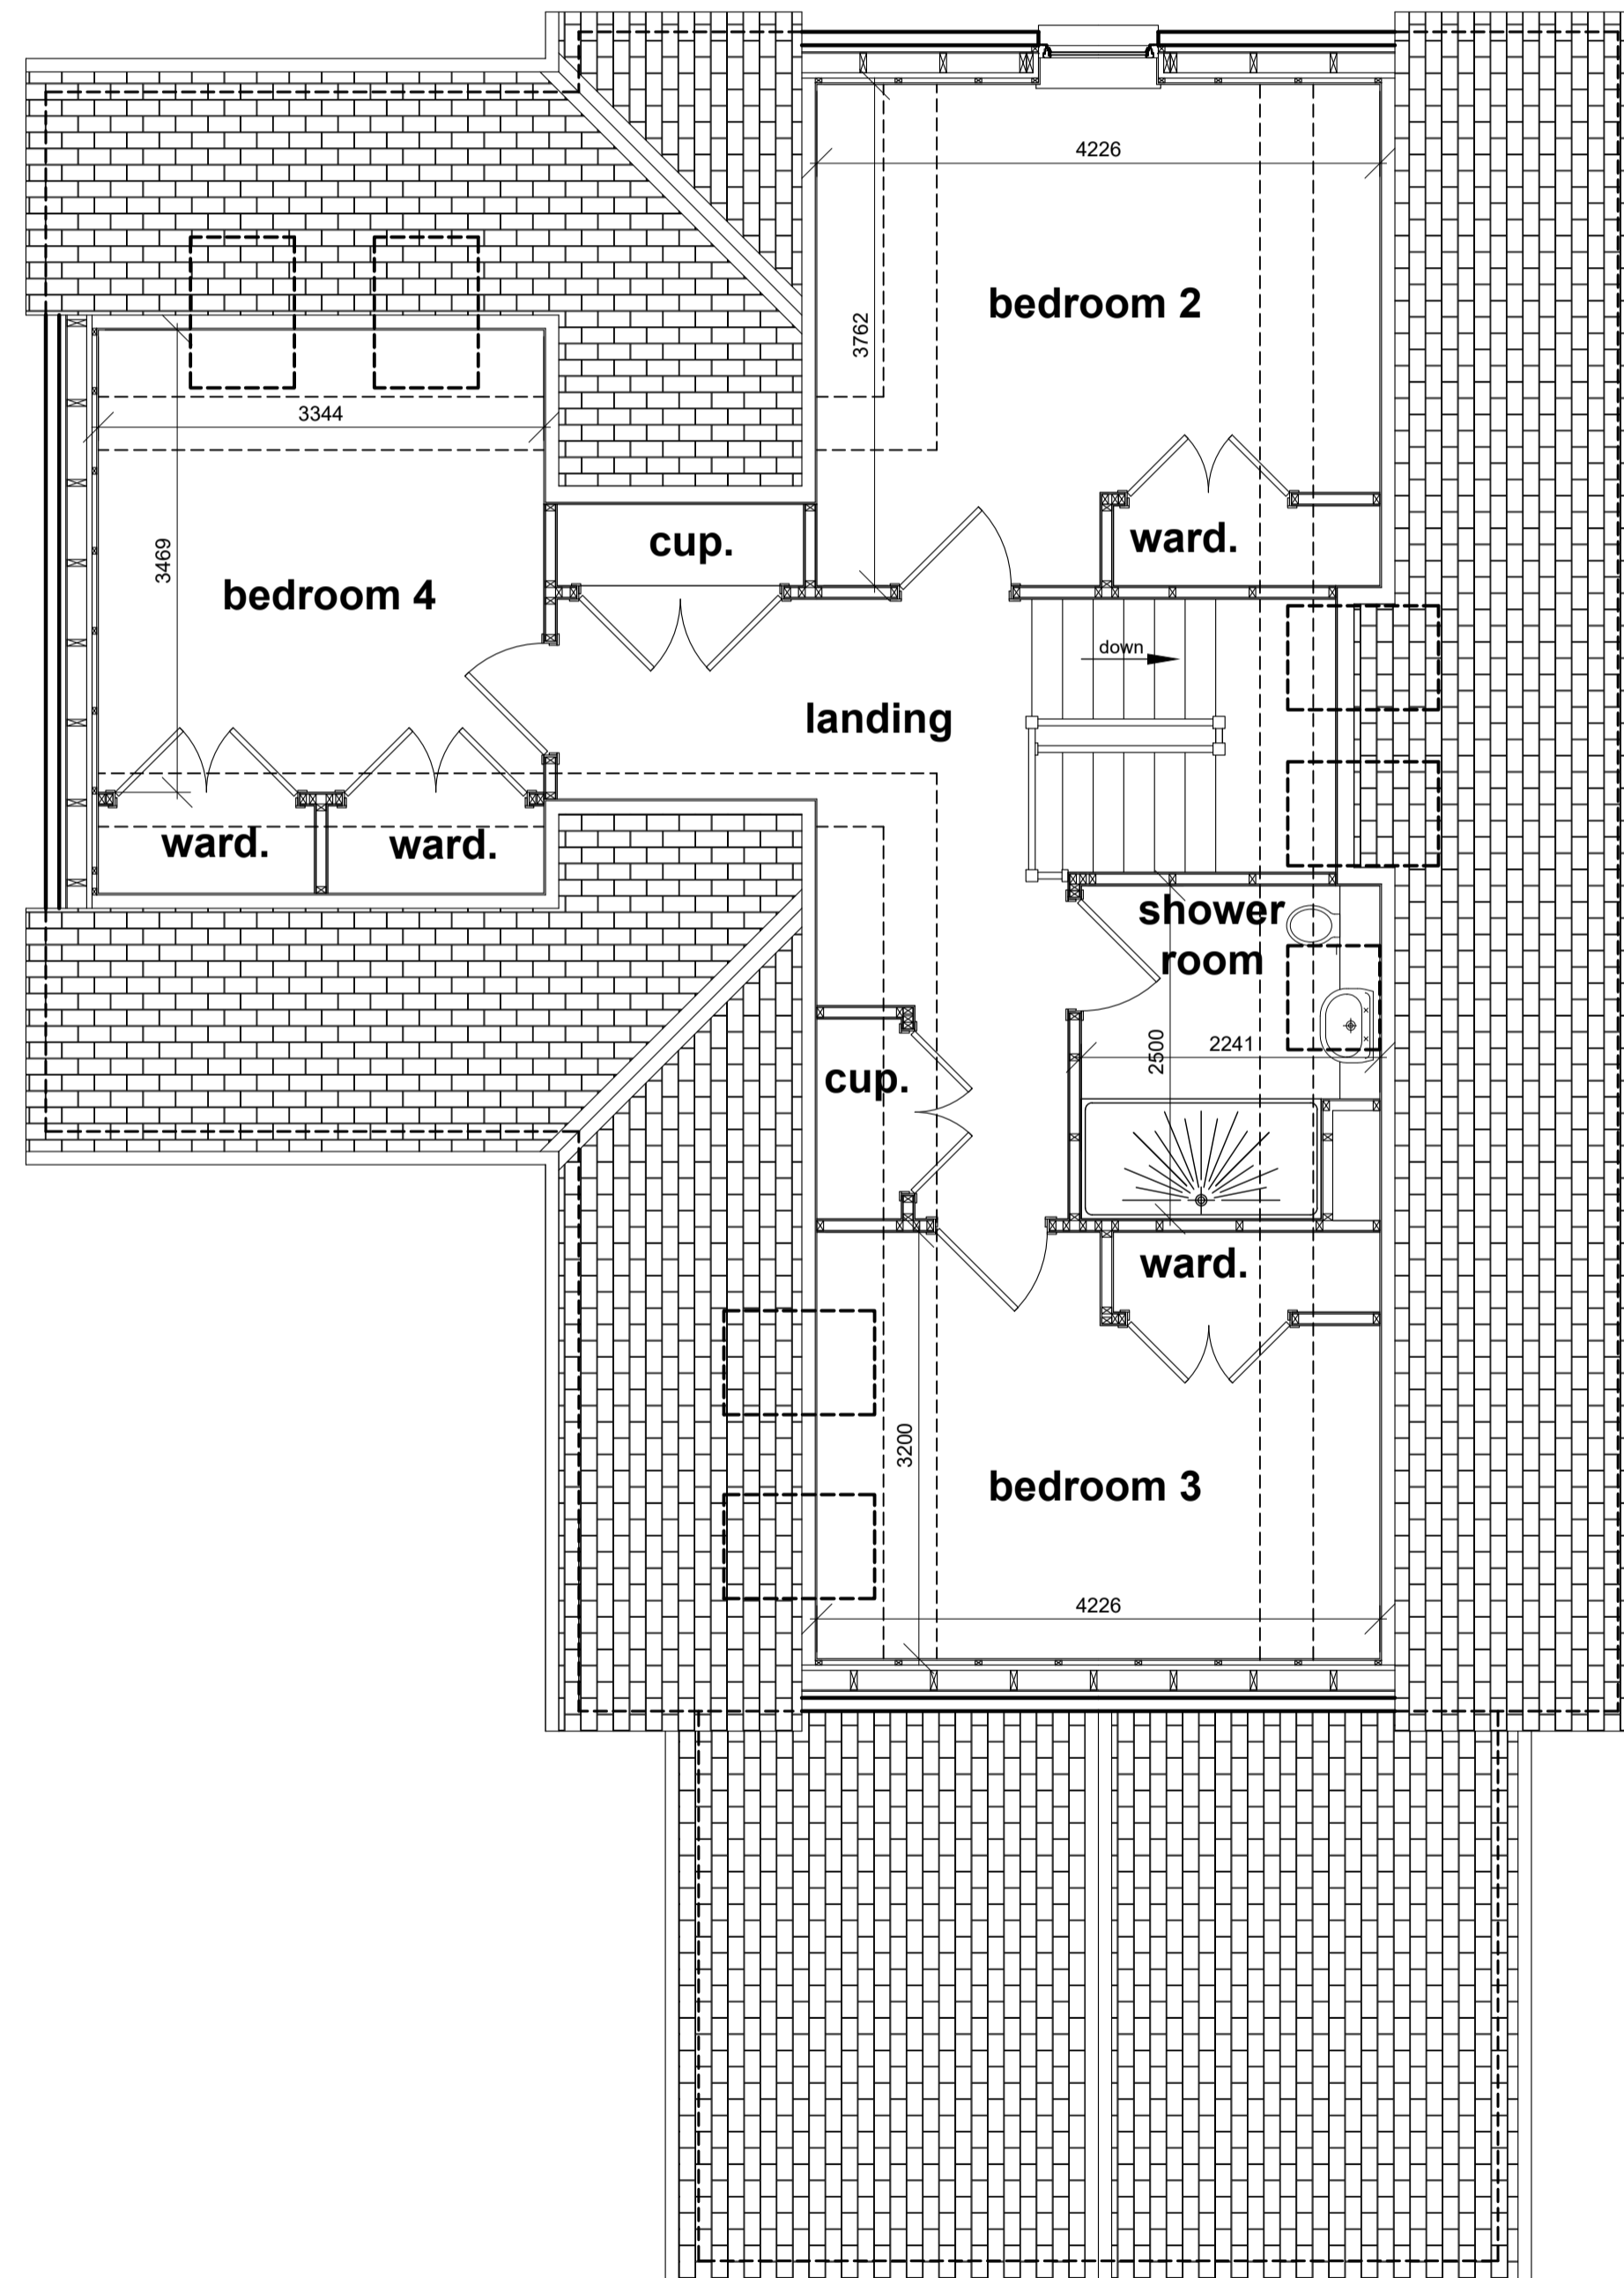 4226
bedroom 2
3762
3344
3469
bedroom 4
cup.
ward.
down
landing
ward.
ward.
shower
room
2500
2241
cup.
ward.
3200
bedroom 3
4226